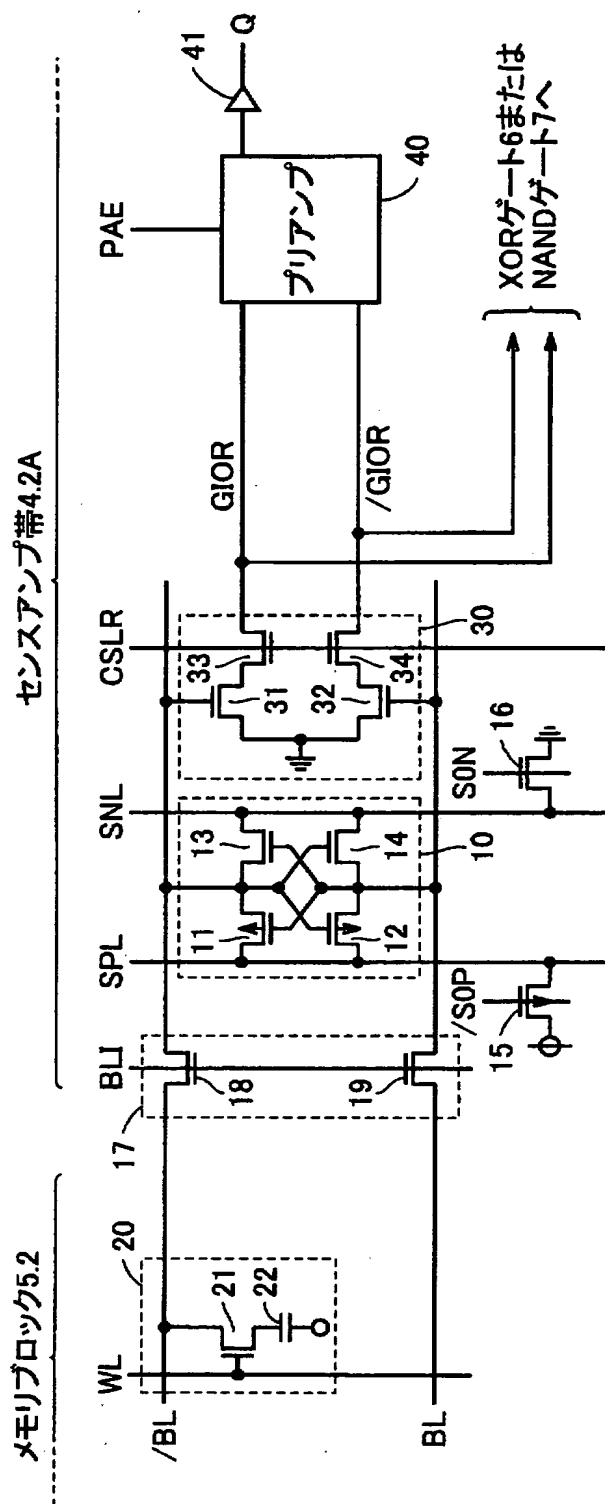 メモリブロック5.2
センスアンプ帯4.2A
WL
/BL
BL
20
21
22
17
BLI
18
19
SPL
SNL
11
12
13
14
10
/SOP
15
SON
16
CSLR
31
32
33
34
30
GIOR
/GIOR
PAE
プリアンプ
40
41
Q
XORゲート6または
NANDゲート7へ